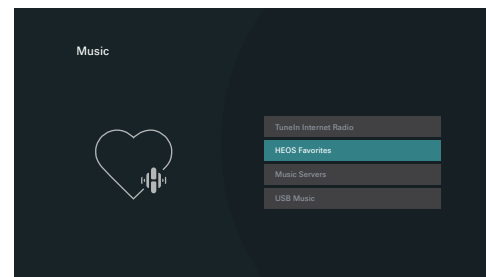 Music
TuneIn Internet Radio
HEOS Favorites
Music Servers
USB Music